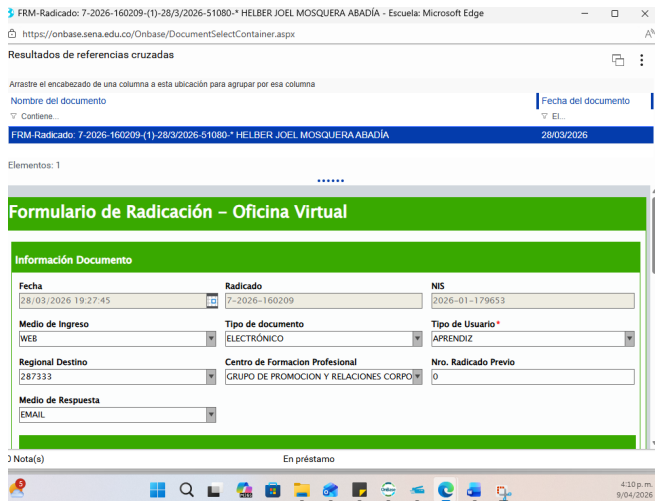 FRM-Radicado: 7-2026-160209-(1)-28/3/2026-51080-* HELBER JOEL MOSQUERA ABADÍA - Escuela: Microsoft Edge
https://onbase.sena.edu.co/Onbase/DocumentSelectContainer.aspx
Resultados de referencias cruzadas
Arrastre el encabezado de una columna a esta ubicación para agrupar por esa columna
Nombre del documento Fecha del documento
Contiene... El...
FRM-Radicado: 7-2026-160209-(1)-28/3/2026-51080-* HELBER JOEL MOSQUERA ABADÍA 28/03/2026
Elementos: 1
Formulario de Radicación – Oficina Virtual
Información Documento
Fecha Radicado NIS
28/03/2026 19:27:45 7-2026-160209 2026-01-179653
Medio de Ingreso Tipo de documento Tipo de Usuario*
WEB ELECTRÓNICO APRENDIZ
Regional Destino Centro de Formacion Profesional Nro. Radicado Previo
287333 GRUPO DE PROMOCION Y RELACIONES CORPO 0
Medio de Respuesta
EMAIL
0 Nota(s) En préstamo
4:10 p. m.
9/04/2026